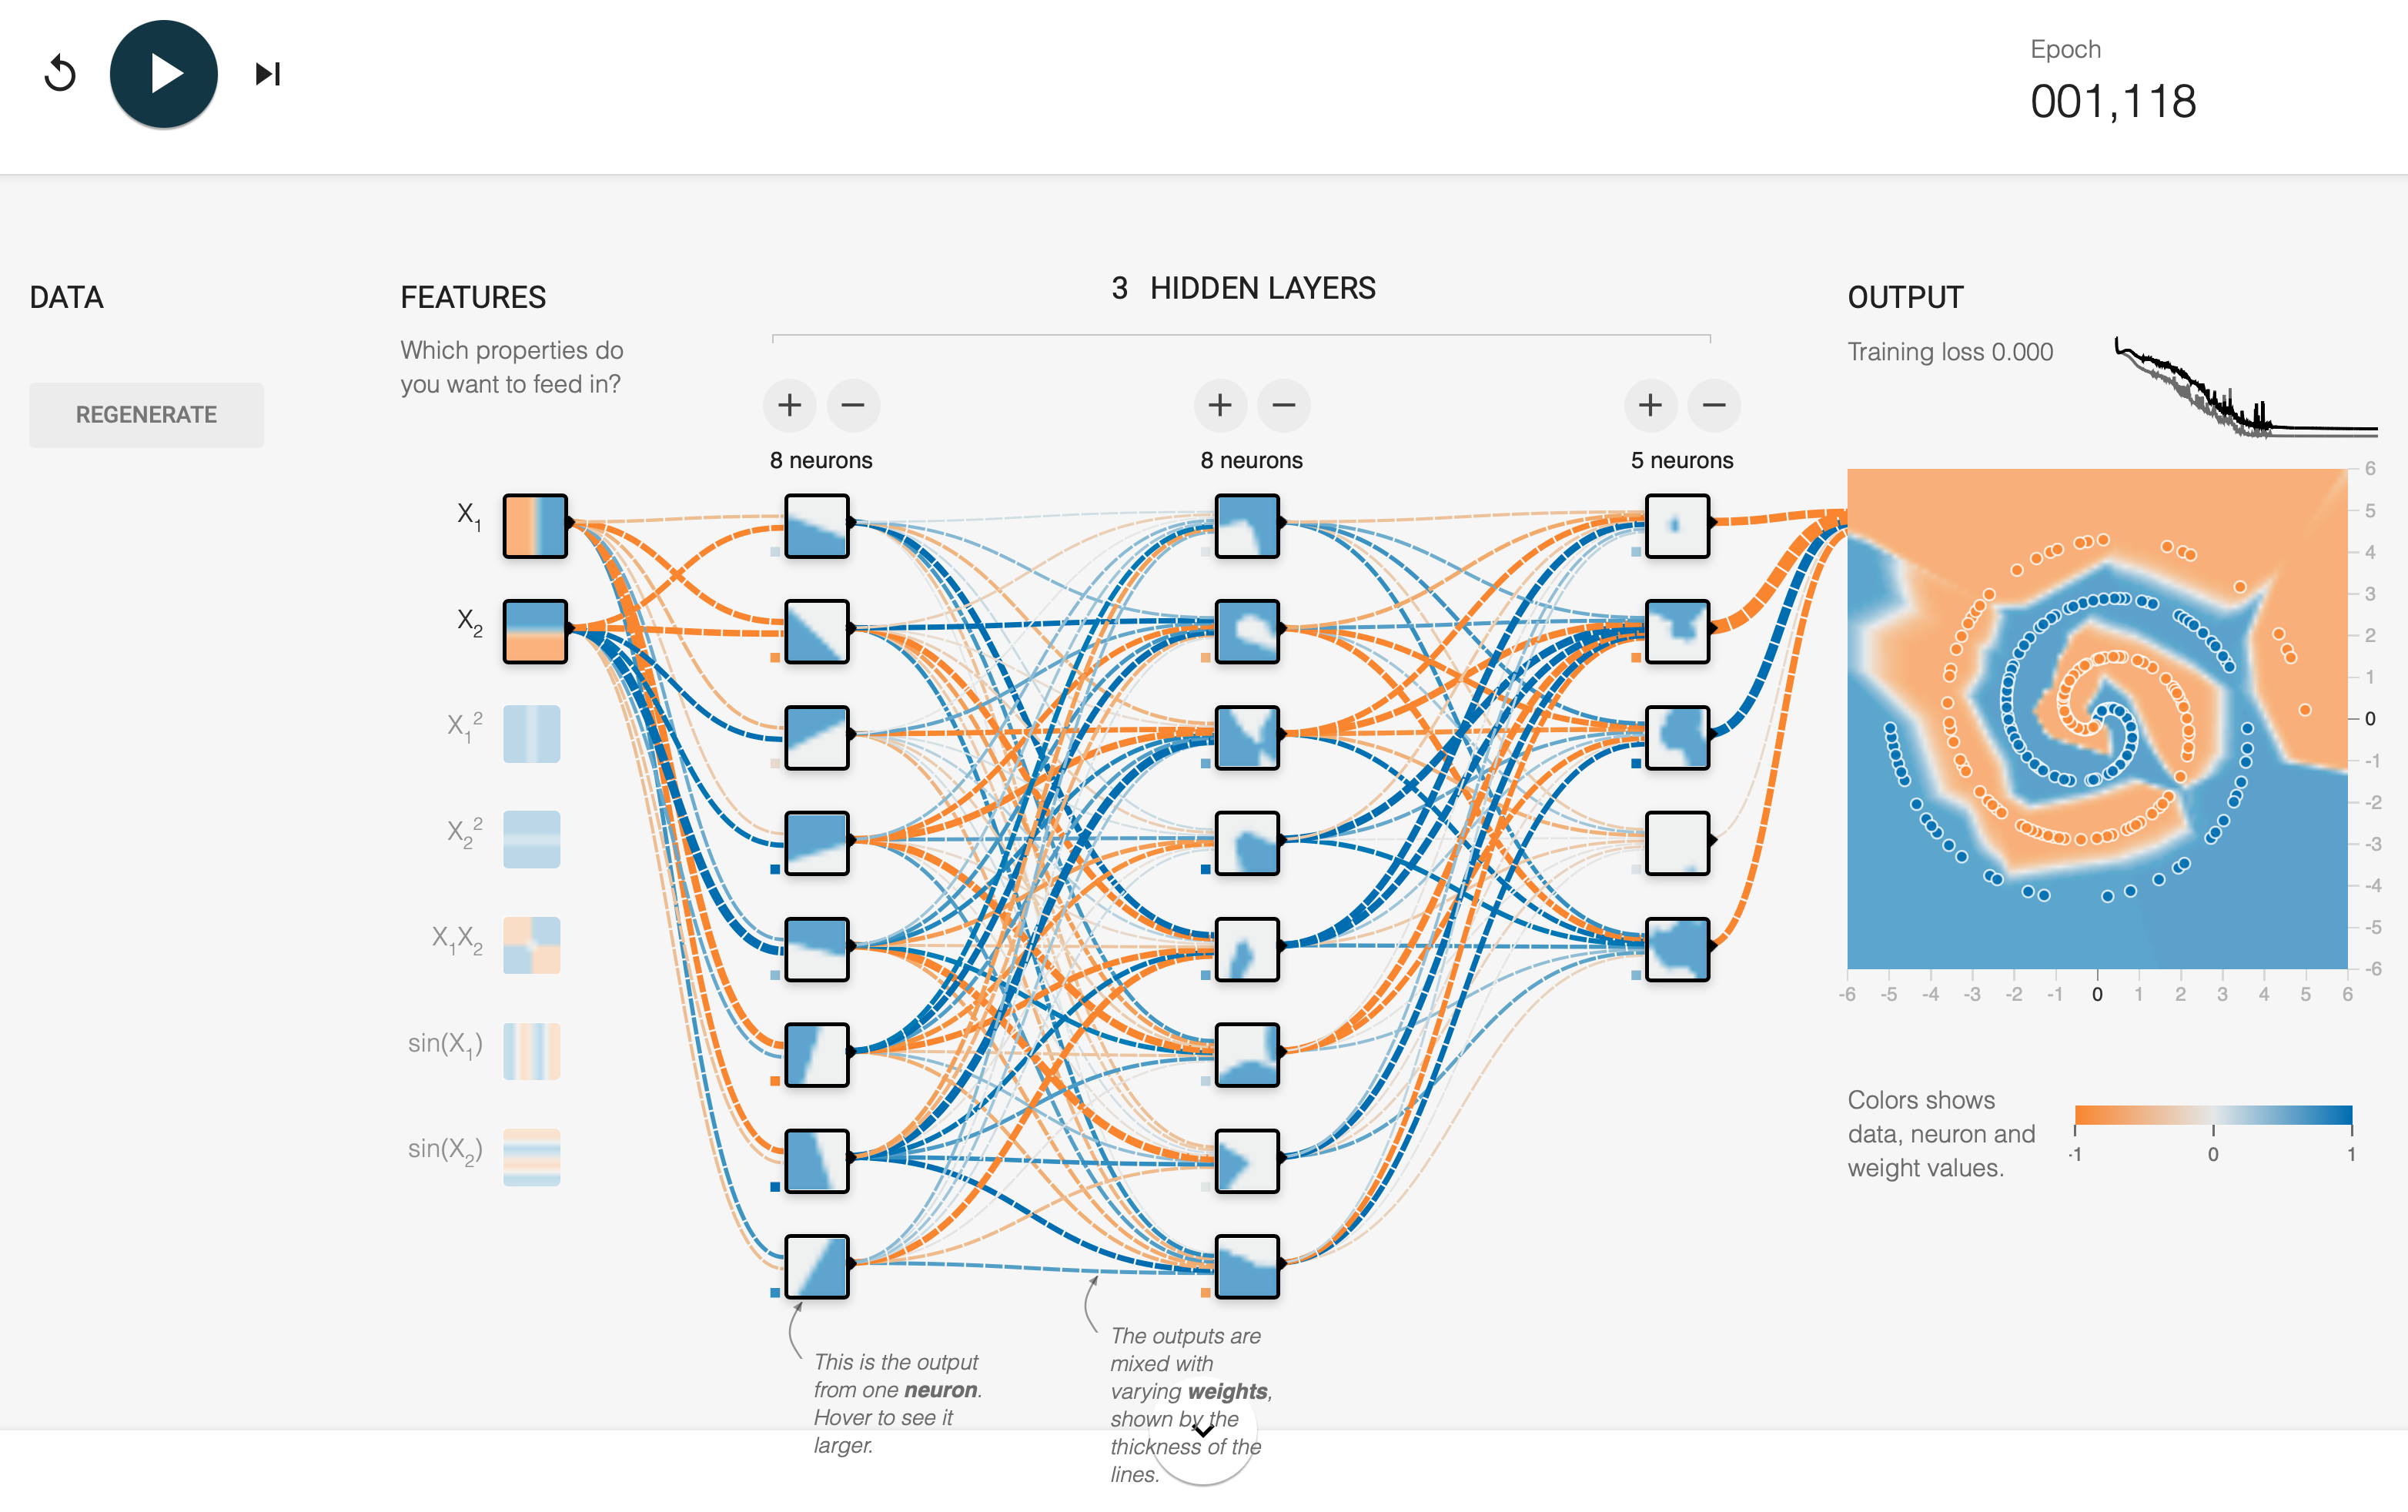 Epoch
001,118
DATA
REGENERATE
FEATURES
Which properties do
you want to feed in?
X1
X2
X1²
X2²
X1X2
sin(X1)
sin(X2)
3 HIDDEN LAYERS
+ −
8 neurons
+ −
8 neurons
+ −
5 neurons
This is the output
from one neuron.
Hover to see it
larger.
The outputs are
mixed with
varying weights,
shown by the
thickness of the
lines.
OUTPUT
Training loss 0.000
6
5
4
3
2
1
0
-1
-2
-3
-4
-5
-6
-6 -5 -4 -3 -2 -1 0 1 2 3 4 5 6
Colors shows
data, neuron and
weight values.
-1 0 1